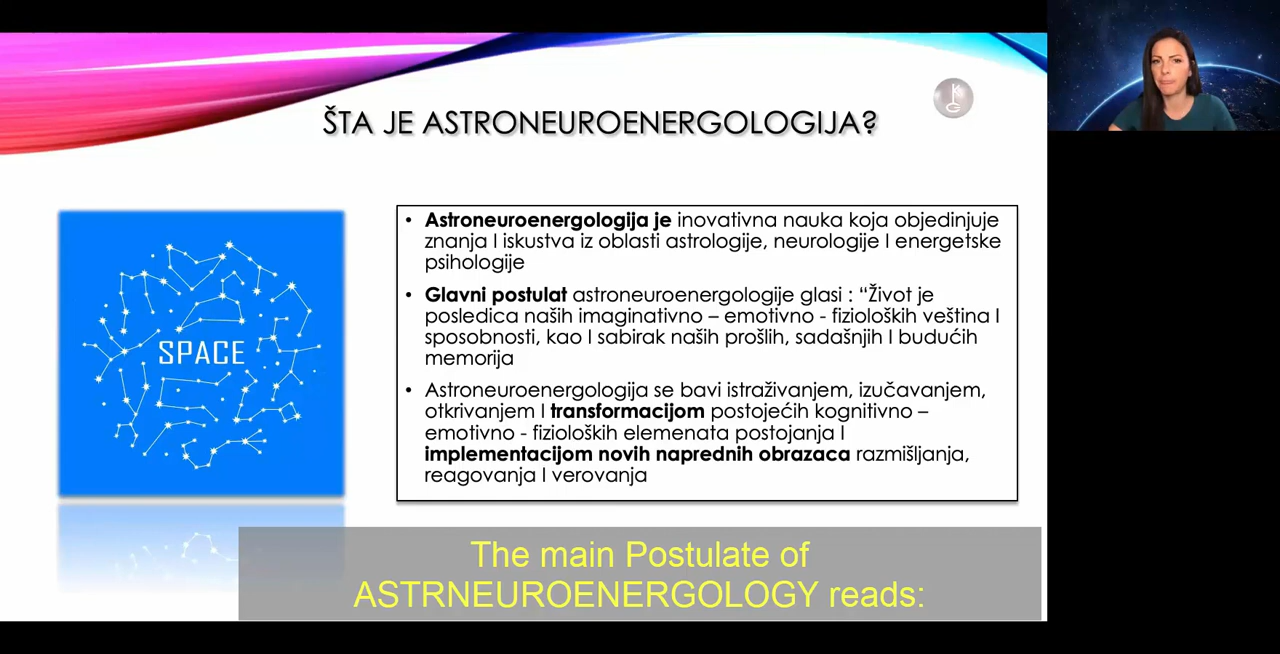 ŠTA JE ASTRONEUROENERGOLOGIJA?
KG
SPACE
• Astroneuroenergologija je inovativna nauka koja objedinjuje
znanja I iskustva iz oblasti astrologije, neurologije I energetske
psihologije
• Glavni postulat astroneuroenergologije glasi : “Život je
posledica naših imaginativno – emotivno - fizioloških veština I
sposobnosti, kao I sabirak naših prošlih, sadašnjih I budućih
memorija
• Astroneuroenergologija se bavi istraživanjem, izučavanjem,
otkrivanjem I transformacijom postojećih kognitivno –
emotivno - fizioloških elemenata postojanja I
implementacijom novih naprednih obrazaca razmišljanja,
reagovanja I verovanja
The main Postulate of
ASTRNEUROENERGOLOGY reads: